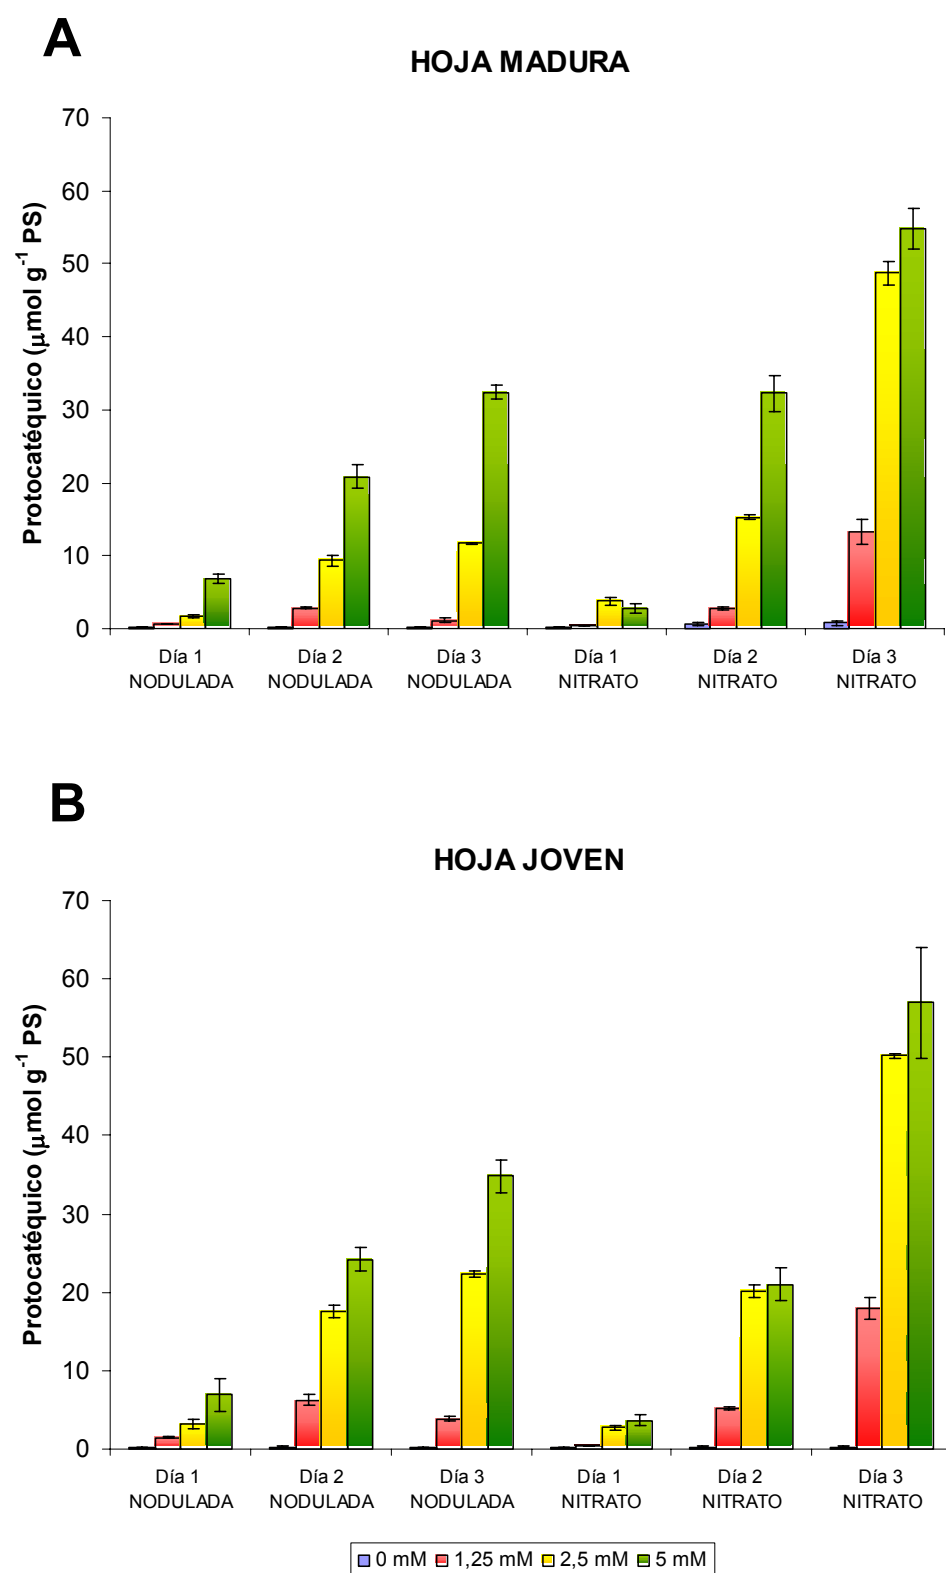 A
HOJA MADURA
Protocatéquico (μmol g⁻¹ PS)
70
60
50
40
30
20
10
0
Día 1 Día 2 Día 3 Día 1 Día 2 Día 3
NODULADA NODULADA NODULADA NITRATO NITRATO NITRATO
B
HOJA JOVEN
Protocatéquico (μmol g⁻¹ PS)
70
60
50
40
30
20
10
0
Día 1 Día 2 Día 3 Día 1 Día 2 Día 3
NODULADA NODULADA NODULADA NITRATO NITRATO NITRATO
0 mM 1,25 mM 2,5 mM 5 mM